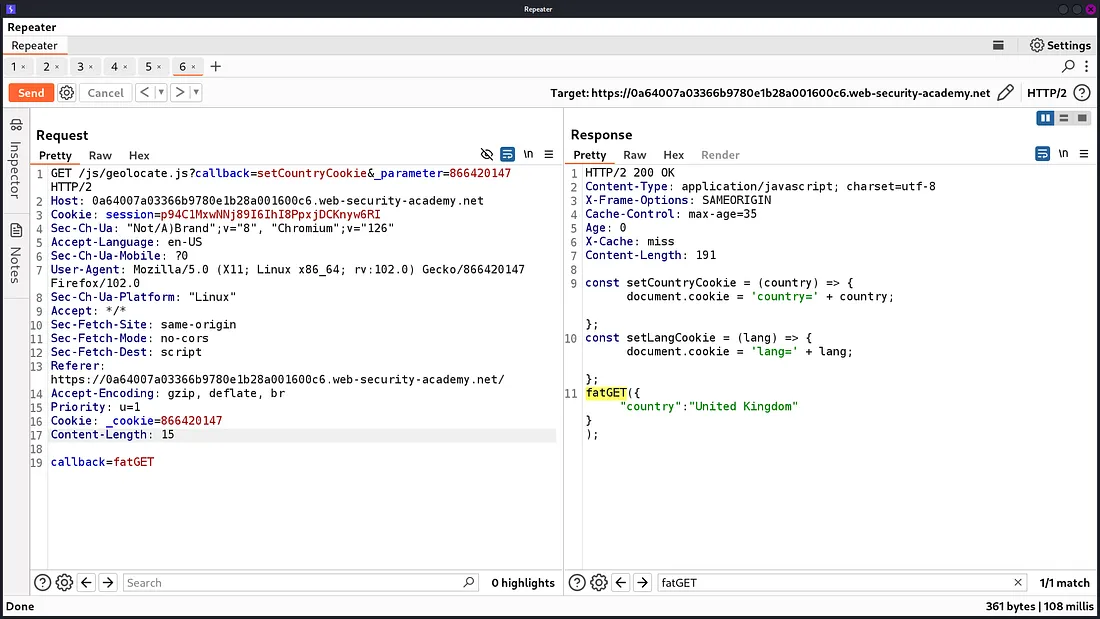 Repeater
Repeater
Repeater
Settings
1 × 2 × 3 × 4 × 5 × 6 × +
Send Cancel < ▾ > ▾ Target: https://0a64007a03366b9780e1b28a001600c6.web-security-academy.net HTTP/2 ?
Inspector
Notes
Request
Pretty Raw Hex \n
1 GET /js/geolocate.js?callback=setCountryCookie&_parameter=866420147
HTTP/2
2 Host: 0a64007a03366b9780e1b28a001600c6.web-security-academy.net
3 Cookie: session=p94C1MxwNNj89I6IhI8PpxjDCKnyw6RI
4 Sec-Ch-Ua: "Not/A)Brand";v="8", "Chromium";v="126"
5 Accept-Language: en-US
6 Sec-Ch-Ua-Mobile: ?0
7 User-Agent: Mozilla/5.0 (X11; Linux x86_64; rv:102.0) Gecko/866420147
Firefox/102.0
8 Sec-Ch-Ua-Platform: "Linux"
9 Accept: */*
10 Sec-Fetch-Site: same-origin
11 Sec-Fetch-Mode: no-cors
12 Sec-Fetch-Dest: script
13 Referer:
https://0a64007a03366b9780e1b28a001600c6.web-security-academy.net/
14 Accept-Encoding: gzip, deflate, br
15 Priority: u=1
16 Cookie: _cookie=866420147
17 Content-Length: 15
18
19 callback=fatGET
? Search 0 highlights
Response
Pretty Raw Hex Render \n
1 HTTP/2 200 OK
2 Content-Type: application/javascript; charset=utf-8
3 X-Frame-Options: SAMEORIGIN
4 Cache-Control: max-age=35
5 Age: 0
6 X-Cache: miss
7 Content-Length: 191
8
9 const setCountryCookie = (country) => {
document.cookie = 'country=' + country;
};
10 const setLangCookie = (lang) => {
document.cookie = 'lang=' + lang;
};
11 fatGET({
"country":"United Kingdom"
}
);
? fatGET × 1/1 match
Done
361 bytes | 108 millis